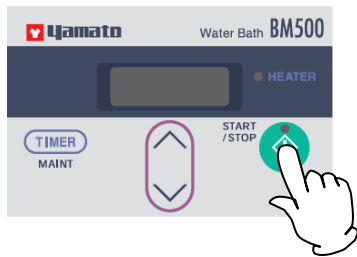 Yamato
Water Bath BM500
HEATER
TIMER
MAINT
START
/STOP